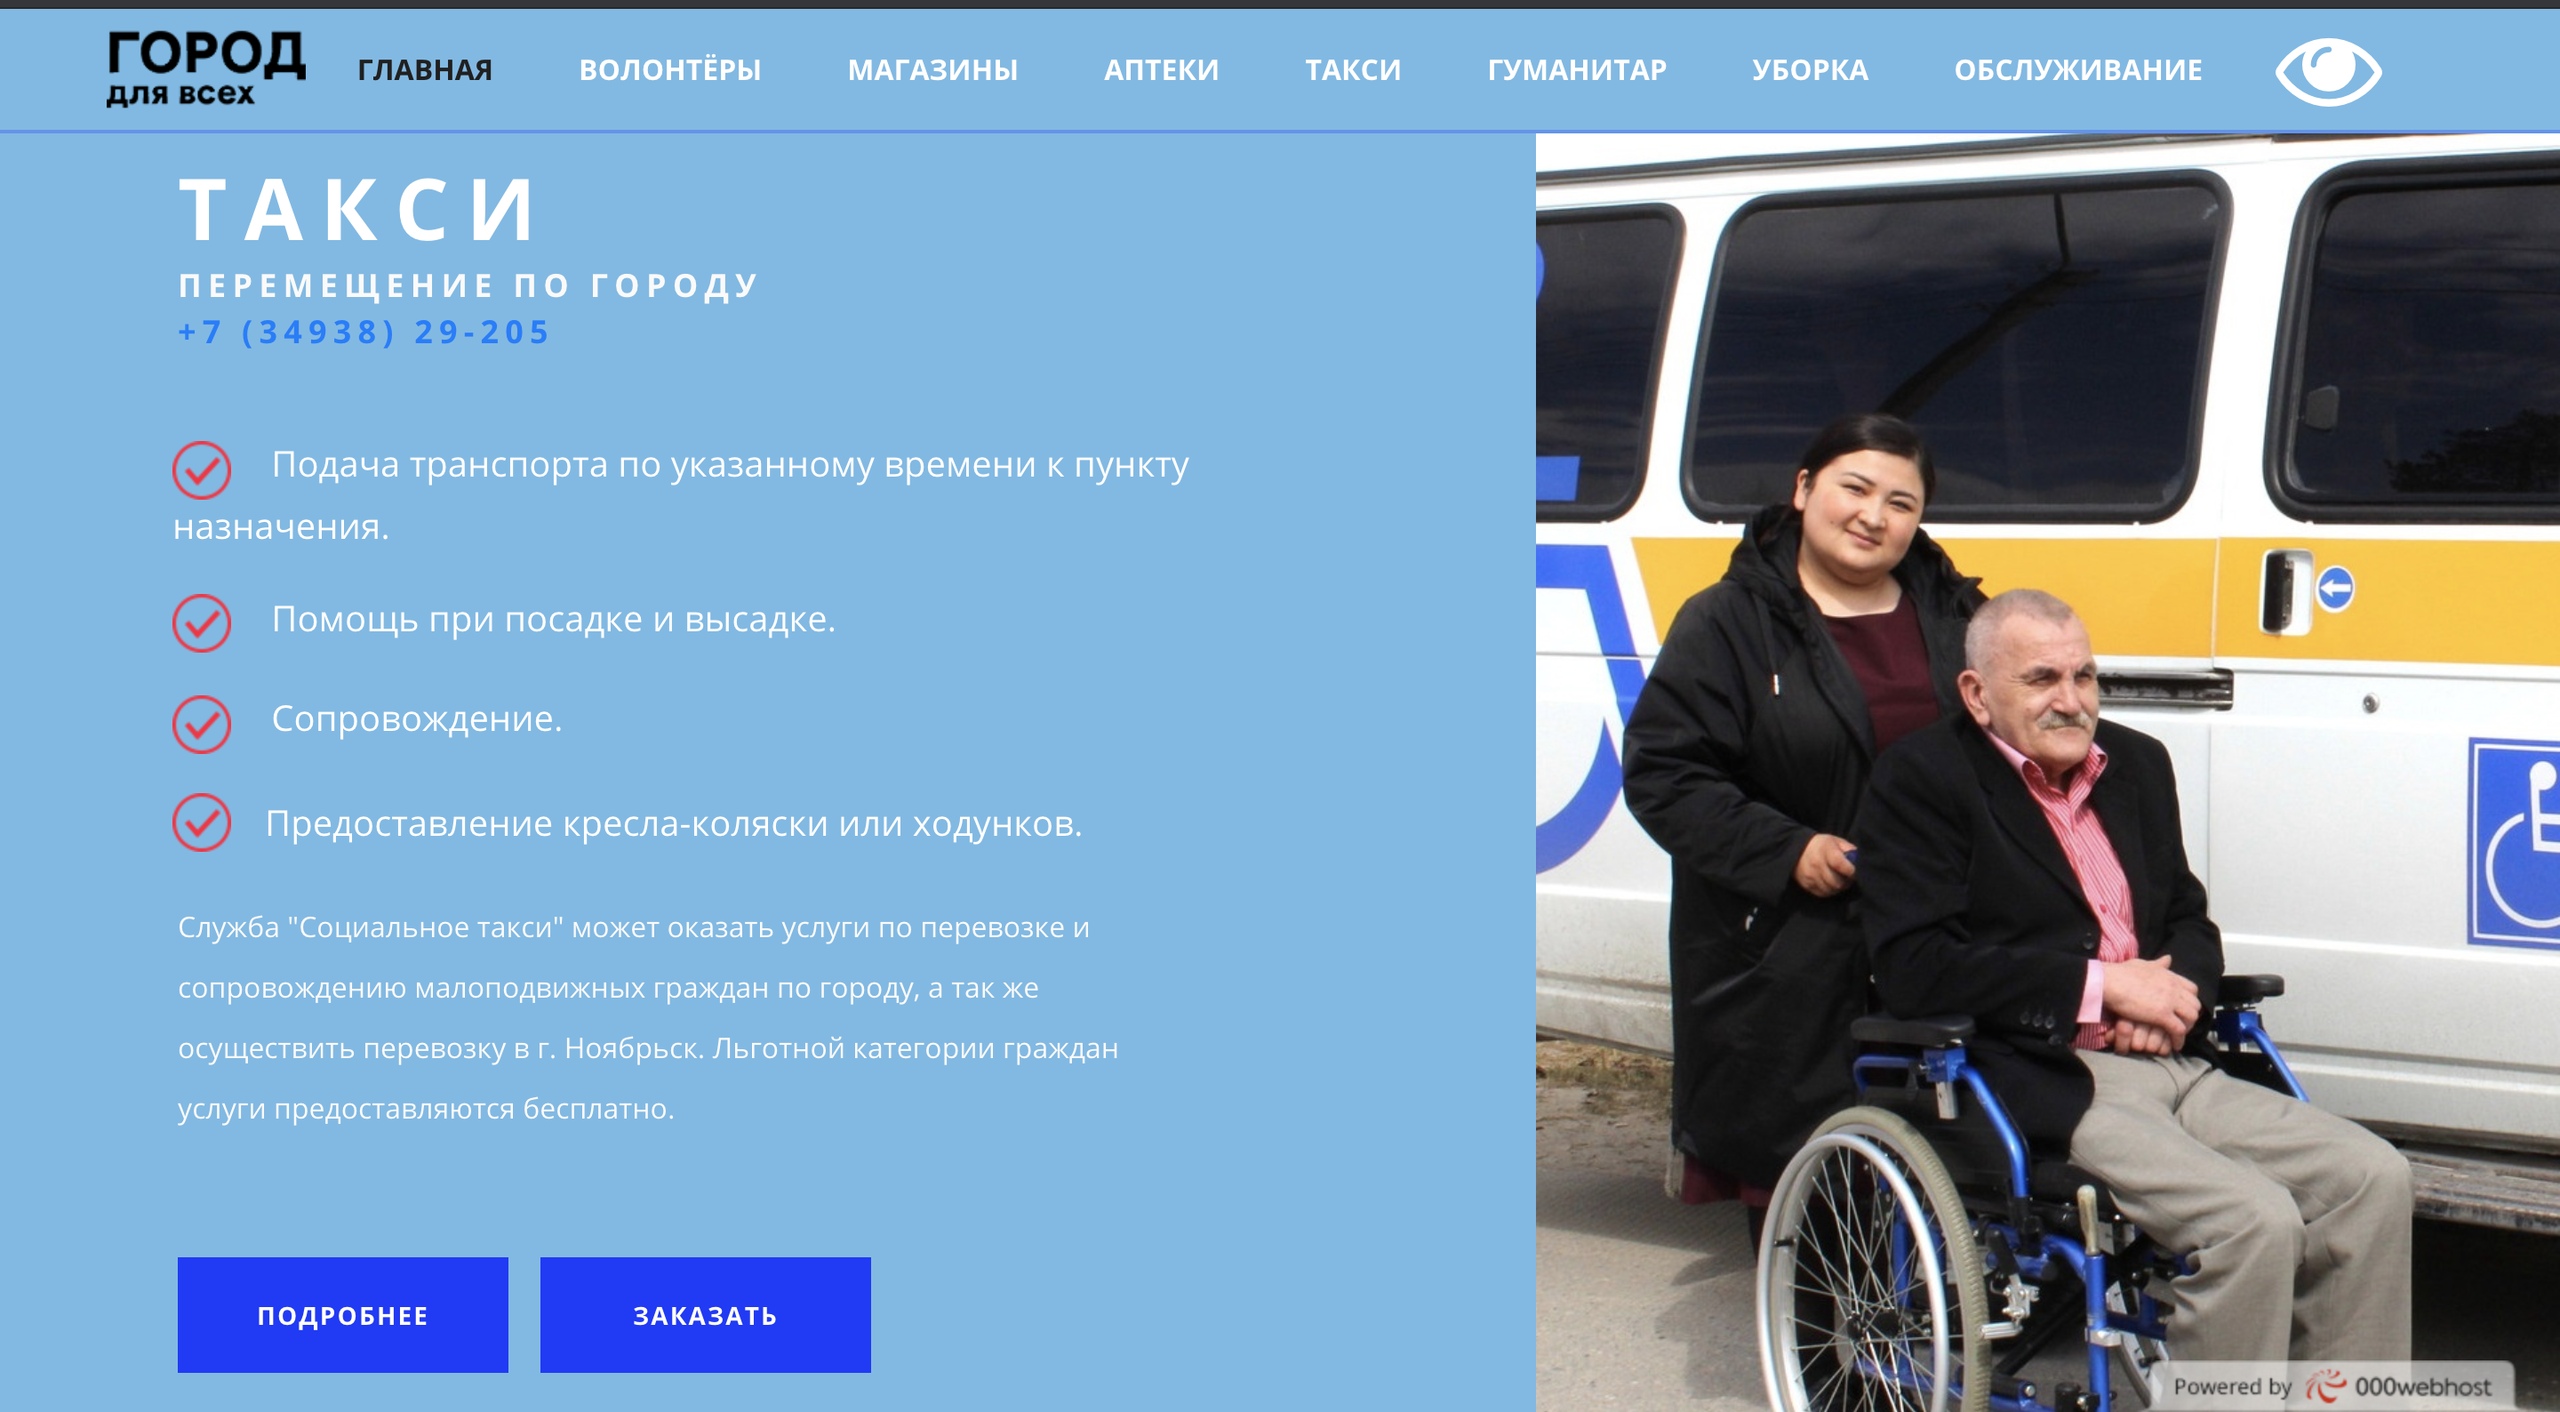 ГОРОД
для всех
ГЛАВНАЯ
ВОЛОНТЁРЫ
МАГАЗИНЫ
АПТЕКИ
ТАКСИ
ГУМАНИТАР
УБОРКА
ОБСЛУЖИВАНИЕ
ТАКСИ
ПЕРЕМЕЩЕНИЕ ПО ГОРОДУ
+7 (34938) 29-205
Подача транспорта по указанному времени к пункту
назначения.
Помощь при посадке и высадке.
Сопровождение.
Предоставление кресла-коляски или ходунков.
Служба "Социальное такси" может оказать услуги по перевозке и
сопровождению малоподвижных граждан по городу, а так же
осуществить перевозку в г. Ноябрьск. Льготной категории граждан
услуги предоставляются бесплатно.
ПОДРОБНЕЕ
ЗАКАЗАТЬ
Powered by 000webhost